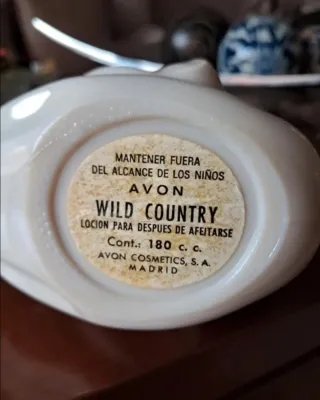 MANTENER FUERA
DEL ALCANCE DE LOS NIÑOS
AVON
WILD COUNTRY
LOCION PARA DESPUES DE AFEITARSE
Cont.: 180 c. c.
AVON COSMETICS, S. A.
MADRID